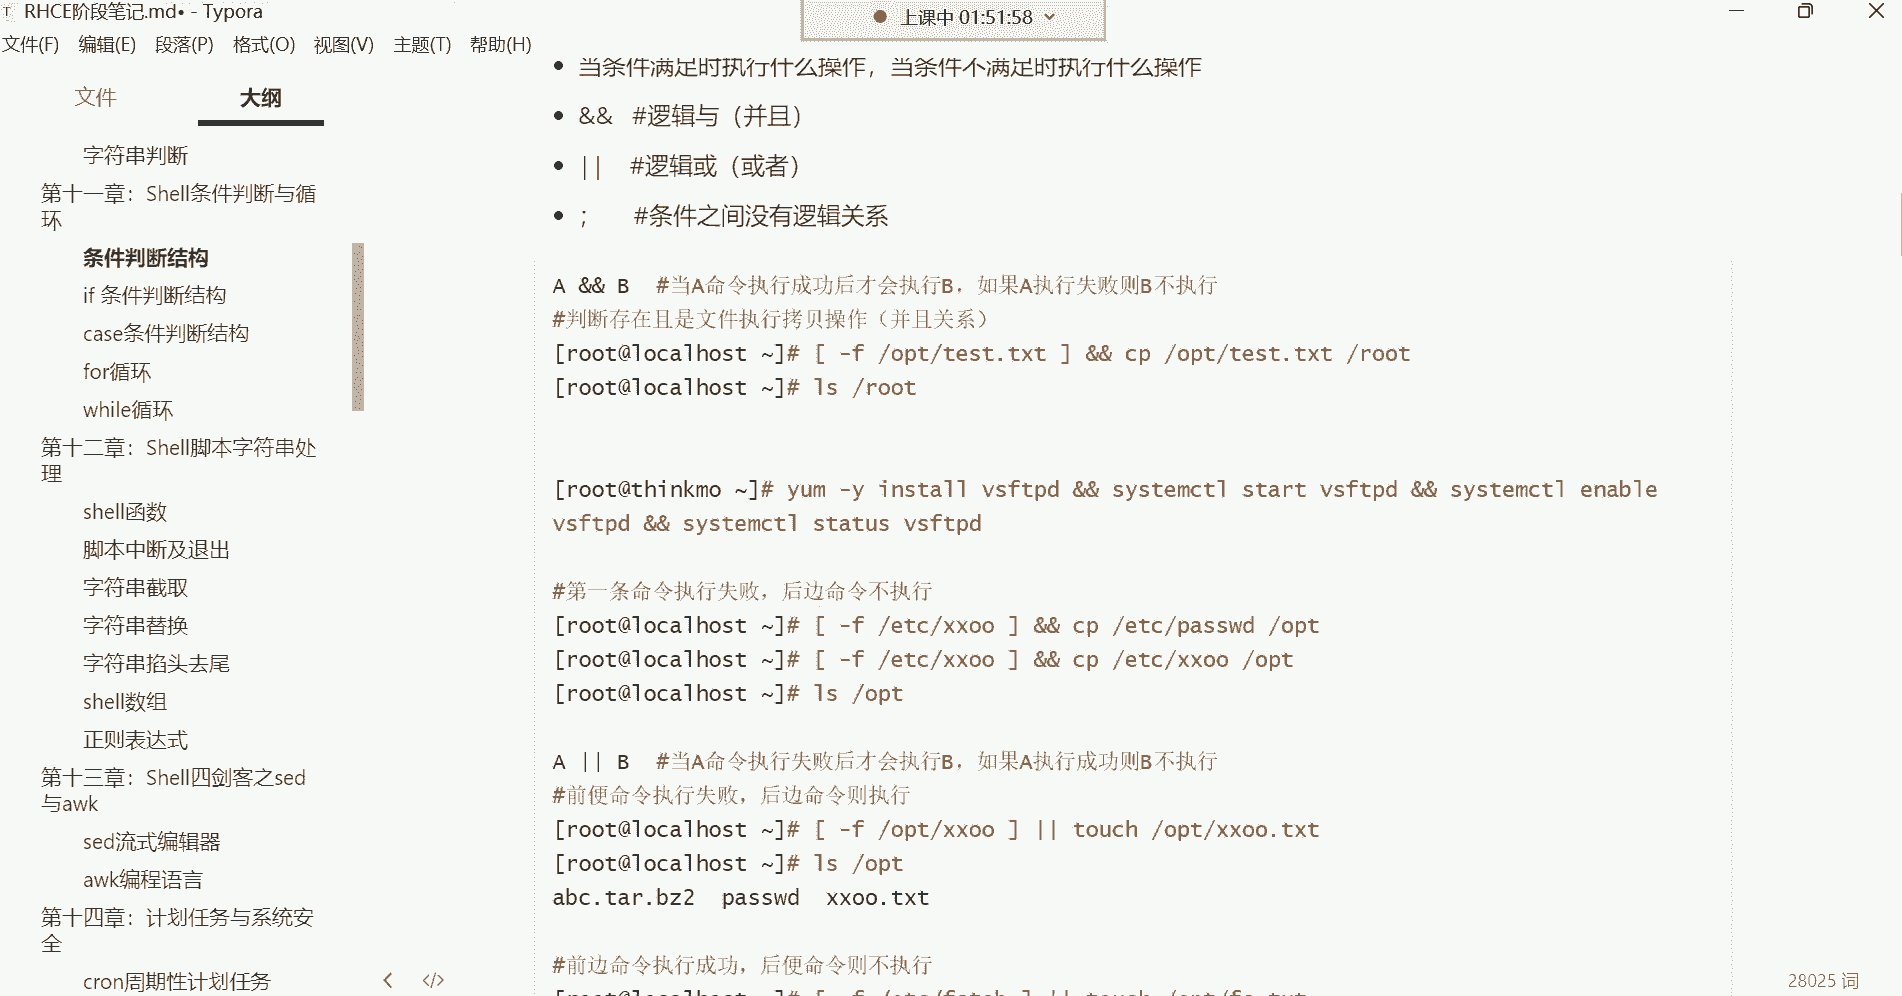 RHCE阶段笔记.md• - Typora
上课中 01:51:58
文件(F) 编辑(E) 段落(P) 格式(O) 视图(V) 主题(T) 帮助(H)
文件 大纲
字符串判断
第十一章：Shell条件判断与循
环
条件判断结构
if 条件判断结构
case条件判断结构
for循环
while循环
第十二章：Shell脚本字符串处
理
shell函数
脚本中断及退出
字符串截取
字符串替换
字符串掐头去尾
shell数组
正则表达式
第十三章：Shell四剑客之sed
与awk
sed流式编辑器
awk编程语言
第十四章：计划任务与系统安
全
cron周期性计划任务
• 当条件满足时执行什么操作，当条件不满足时执行什么操作
• && #逻辑与（并且）
• || #逻辑或（或者）
• ; #条件之间没有逻辑关系
A && B #当A命令执行成功后才会执行B，如果A执行失败则B不执行
#判断存在且是文件执行拷贝操作（并且关系）
[root@localhost ~]# [ -f /opt/test.txt ] && cp /opt/test.txt /root
[root@localhost ~]# ls /root
[root@thinkmo ~]# yum -y install vsftpd && systemctl start vsftpd && systemctl enable
vsftpd && systemctl status vsftpd
#第一条命令执行失败，后边命令不执行
[root@localhost ~]# [ -f /etc/xxoo ] && cp /etc/passwd /opt
[root@localhost ~]# [ -f /etc/xxoo ] && cp /etc/xxoo /opt
[root@localhost ~]# ls /opt
A || B #当A命令执行失败后才会执行B，如果A执行成功则B不执行
#前便命令执行失败，后边命令则执行
[root@localhost ~]# [ -f /opt/xxoo ] || touch /opt/xxoo.txt
[root@localhost ~]# ls /opt
abc.tar.bz2 passwd xxoo.txt
#前边命令执行成功，后便命令则不执行
28025 词